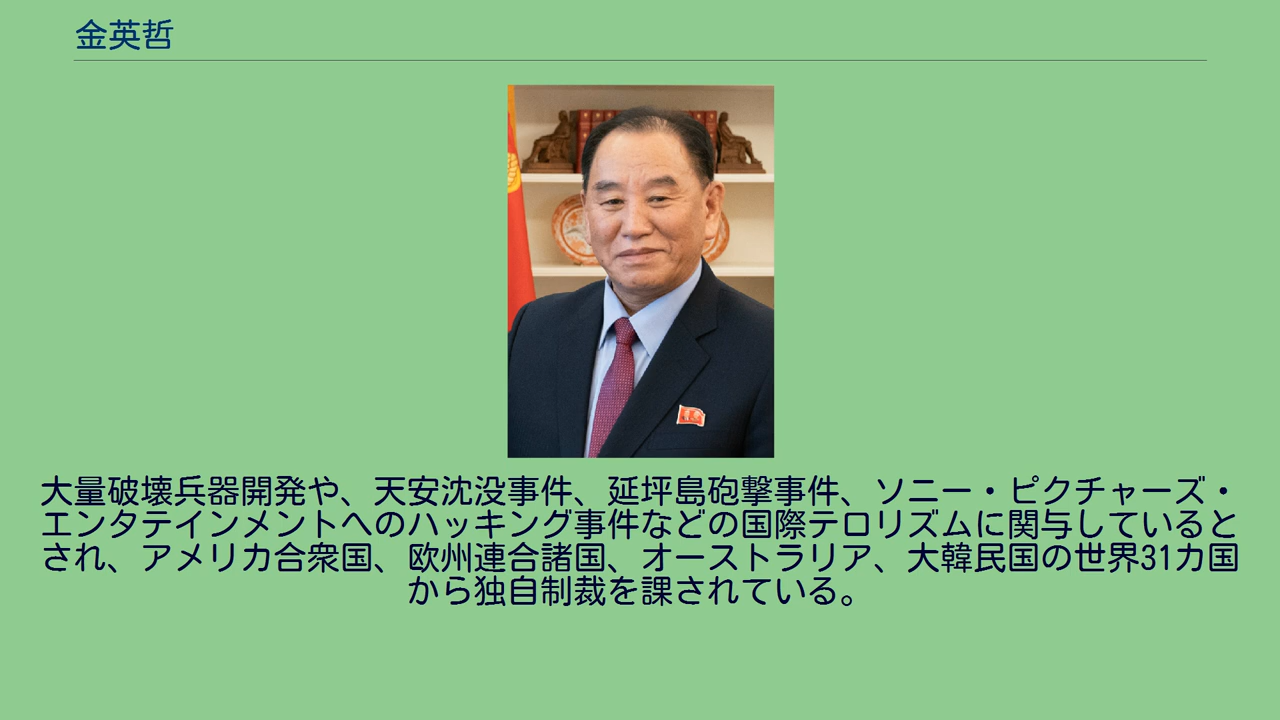 金英哲
大量破壊兵器開発や、天安沈没事件、延坪島砲撃事件、ソニー・ピクチャーズ・
エンタテインメントへのハッキング事件などの国際テロリズムに関与していると
され、アメリカ合衆国、欧州連合諸国、オーストラリア、大韓民国の世界31カ国
から独自制裁を課されている。